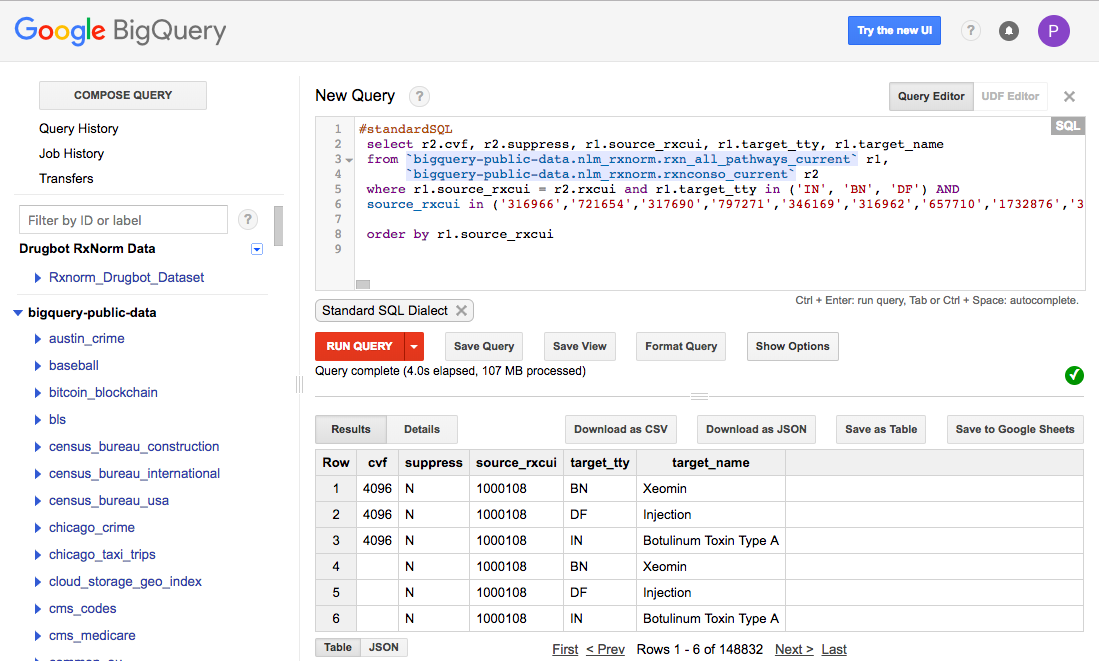 Google BigQuery
Try the new UI
?
P
COMPOSE QUERY
Query History
Job History
Transfers
Filter by ID or label
?
Drugbot RxNorm Data
Rxnorm_Drugbot_Dataset
bigquery-public-data
austin_crime
baseball
bitcoin_blockchain
bls
census_bureau_construction
census_bureau_international
census_bureau_usa
chicago_crime
chicago_taxi_trips
cloud_storage_geo_index
cms_codes
cms_medicare
New Query ?
Query Editor UDF Editor
SQL
1 #standardSQL
2 select r2.cvf, r2.suppress, r1.source_rxcui, r1.target_tty, r1.target_name
3 from `bigquery-public-data.nlm_rxnorm.rxn_all_pathways_current` r1,
4 `bigquery-public-data.nlm_rxnorm.rxnconso_current` r2
5 where r1.source_rxcui = r2.rxcui and r1.target_tty in ('IN', 'BN', 'DF') AND
6 source_rxcui in ('316966','721654','317690','797271','346169','316962','657710','1732876','3
7
8 order by r1.source_rxcui
9
Ctrl + Enter: run query, Tab or Ctrl + Space: autocomplete.
Standard SQL Dialect
RUN QUERY Save Query Save View Format Query Show Options
Query complete (4.0s elapsed, 107 MB processed)
Results Details Download as CSV Download as JSON Save as Table Save to Google Sheets
Row cvf suppress source_rxcui target_tty target_name
1 4096 N 1000108 BN Xeomin
2 4096 N 1000108 DF Injection
3 4096 N 1000108 IN Botulinum Toxin Type A
4 N 1000108 BN Xeomin
5 N 1000108 DF Injection
6 N 1000108 IN Botulinum Toxin Type A
Table JSON First < Prev Rows 1 - 6 of 148832 Next > Last